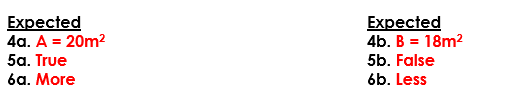 Expected
4a. A = 20m²
5a. True
6a. More
Expected
4b. B = 18m²
5b. False
6b. Less